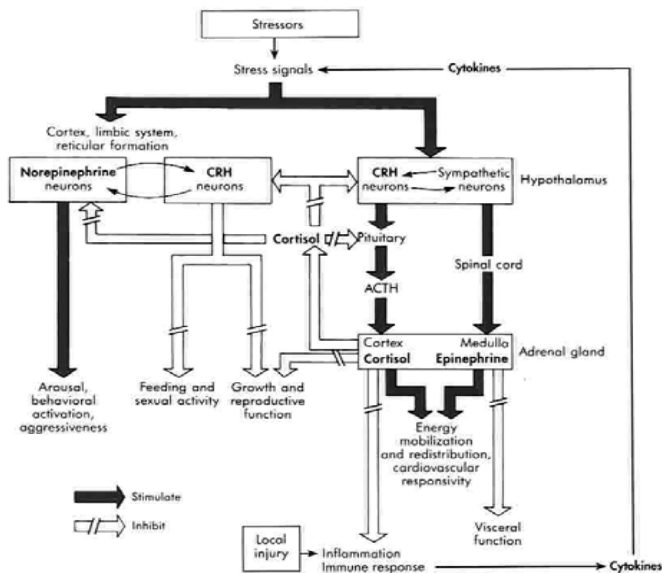 Stressors
Stress signals
Cytokines
Cortex, limbic system,
reticular formation
Norepinephrine
neurons
CRH
neurons
CRH
neurons
Sympathetic
neurons
Hypothalamus
Cortisol
Pituitary
Spinal cord
ACTH
Cortex
Cortisol
Medulla
Epinephrine
Adrenal gland
Arousal,
behavioral
activation,
aggressiveness
Feeding and
sexual activity
Growth and
reproductive
function
Energy
mobilization
and redistribution,
cardiovascular
responsivity
Stimulate
Inhibit
Visceral
function
Local
injury
Inflammation
Immune response
Cytokines